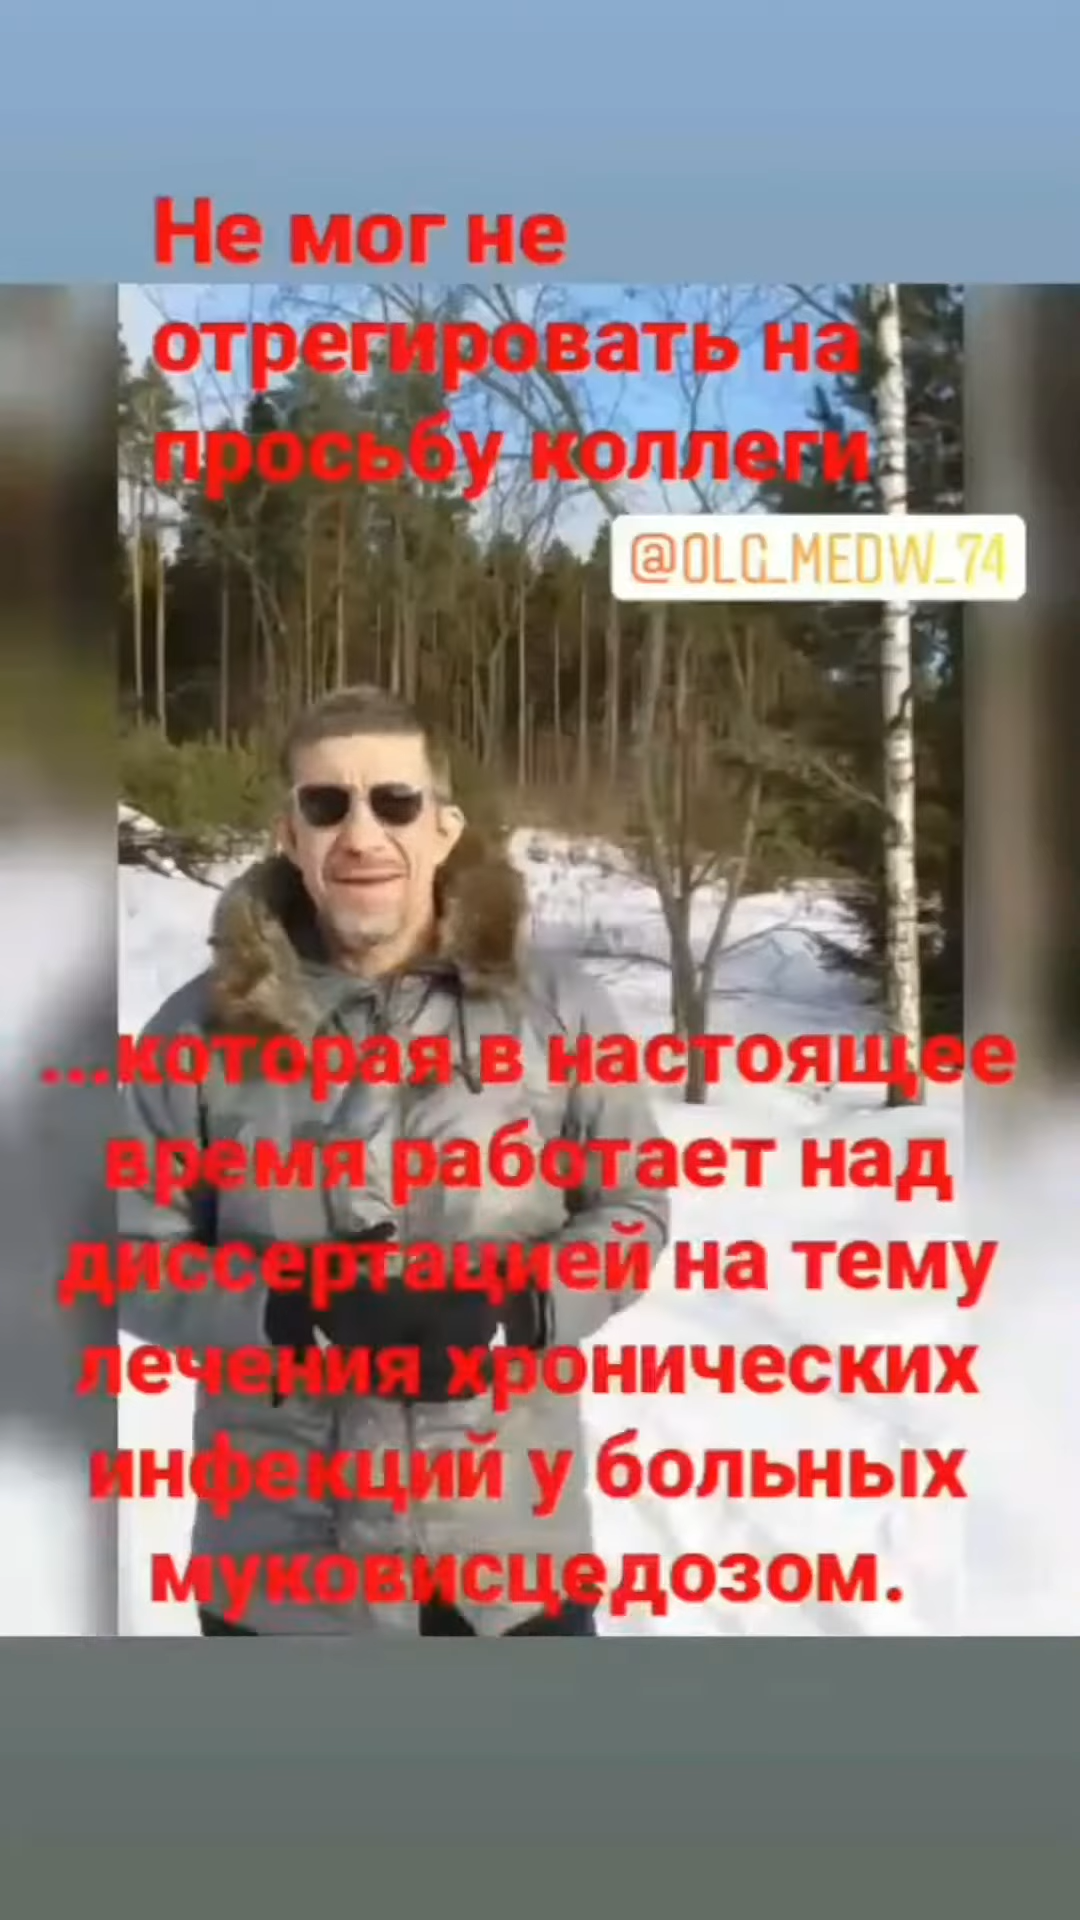 Не мог не
отрегировать на
просьбу коллеги
@OLG_MEDW_74
...которая в настоящее
время работает над
диссертацией на тему
лечения хронических
инфекций у больных
муковисцедозом.